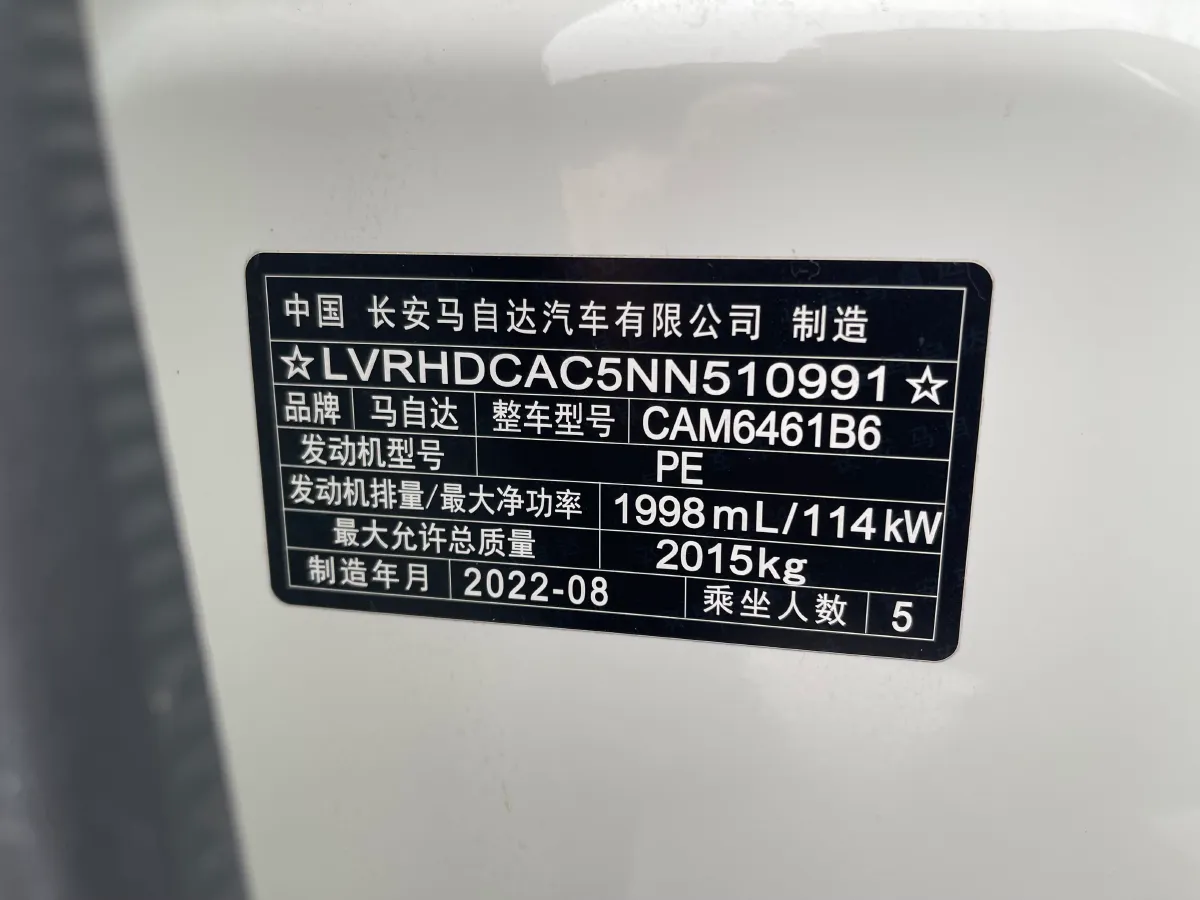 中国 长安马自达汽车有限公司 制造
☆LVRHDCAC5NN510991☆
品牌 马自达 整车型号 CAM6461B6
发动机型号 PE
发动机排量/最大净功率 1998mL/114kW
最大允许总质量 2015kg
制造年月 2022-08 乘坐人数 5